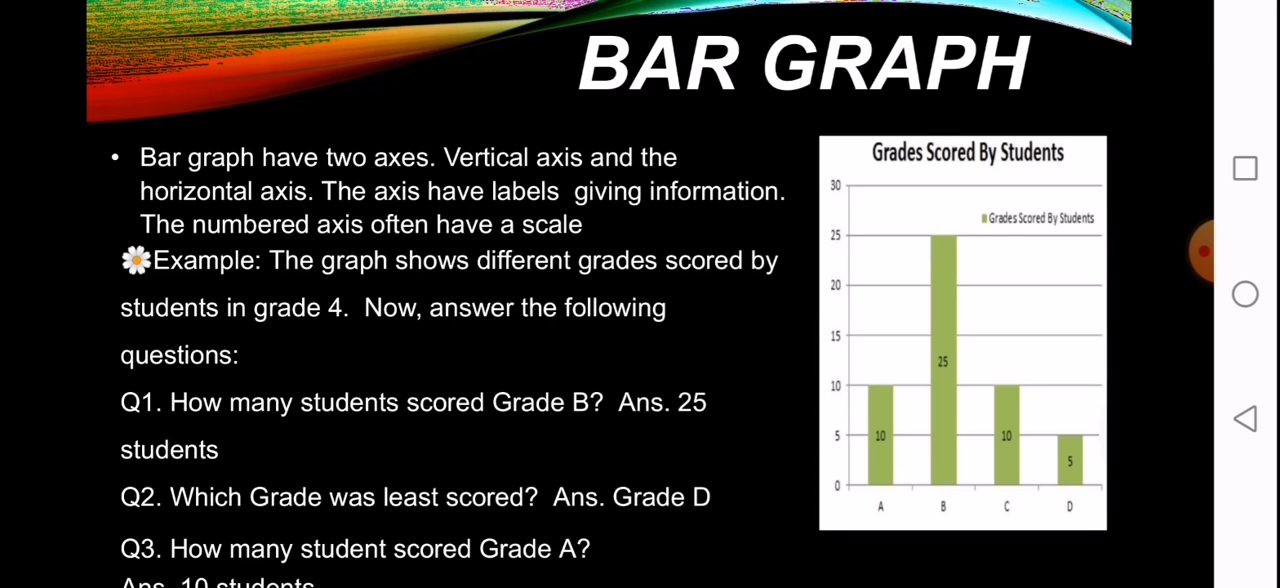 BAR GRAPH
• Bar graph have two axes. Vertical axis and the
horizontal axis. The axis have labels giving information.
The numbered axis often have a scale
Example: The graph shows different grades scored by
students in grade 4. Now, answer the following
questions:
Q1. How many students scored Grade B? Ans. 25
students
Q2. Which Grade was least scored? Ans. Grade D
Q3. How many student scored Grade A?
Ans. 10 students
Grades Scored By Students
30
Grades Scored By Students
25
20
15
10
5
0
10
25
10
5
A
B
C
D